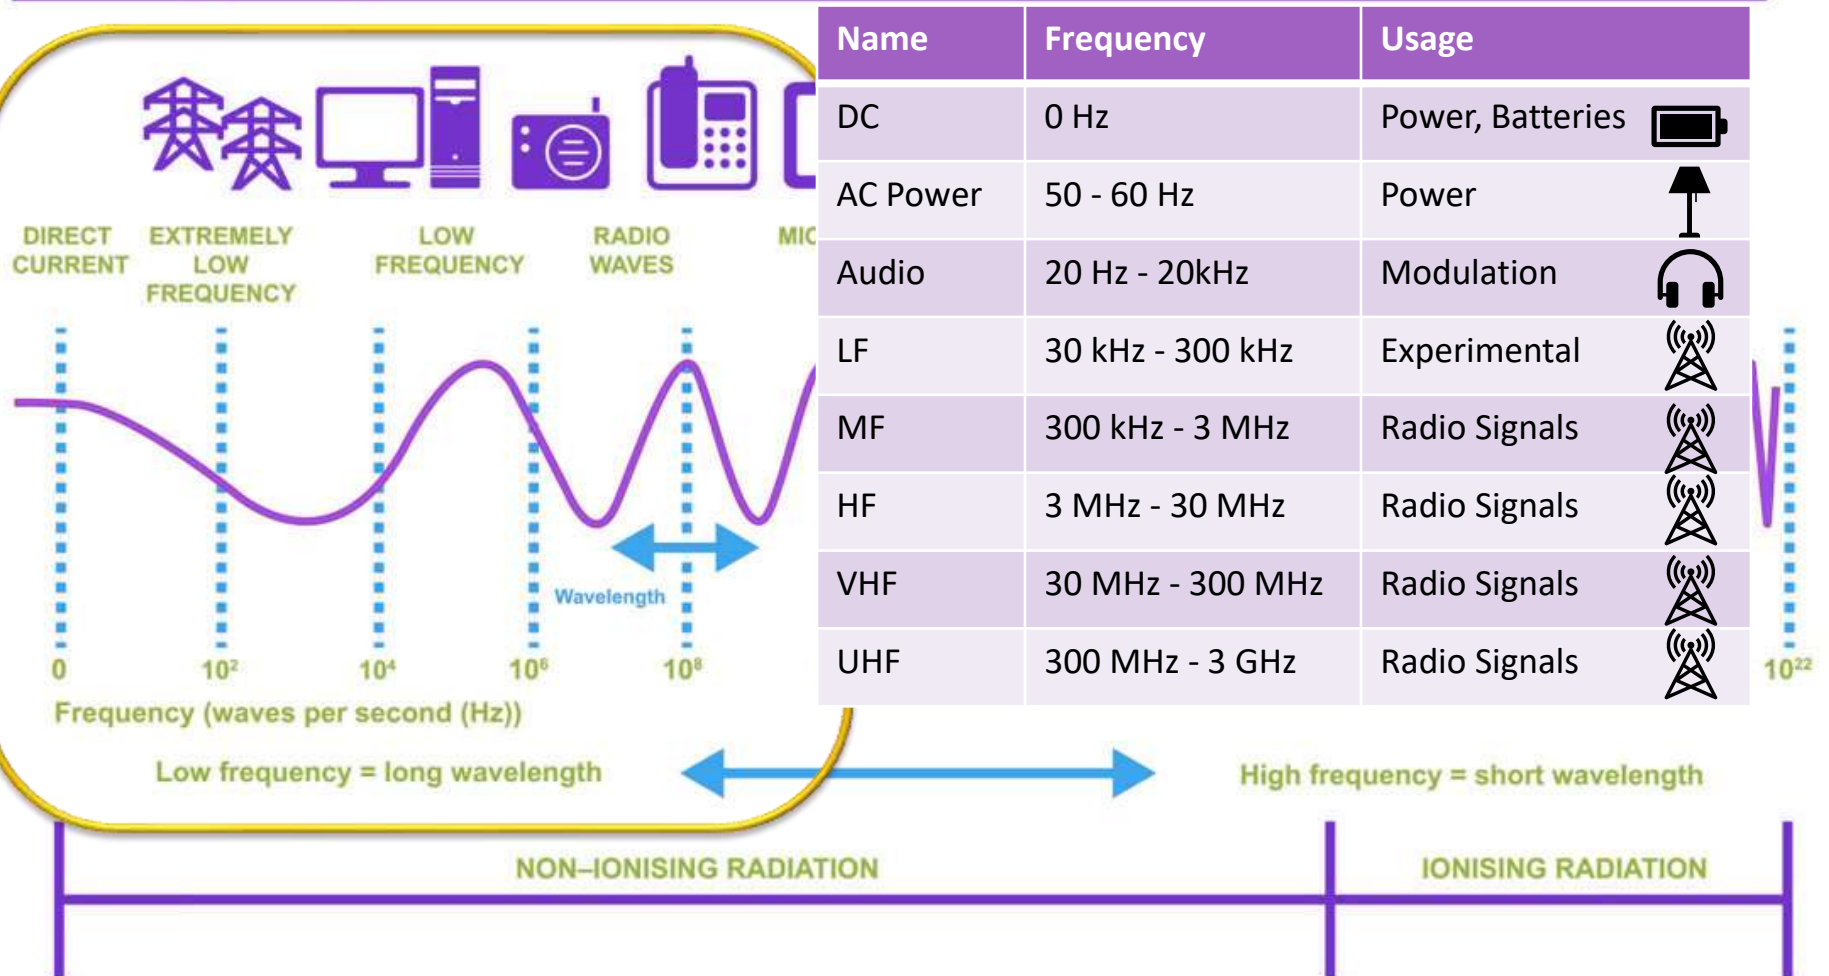 Name Frequency Usage
DC 0 Hz Power, Batteries
AC Power 50 - 60 Hz Power
Audio 20 Hz - 20kHz Modulation
LF 30 kHz - 300 kHz Experimental
MF 300 kHz - 3 MHz Radio Signals
HF 3 MHz - 30 MHz Radio Signals
VHF 30 MHz - 300 MHz Radio Signals
UHF 300 MHz - 3 GHz Radio Signals
DIRECT
CURRENT
EXTREMELY
LOW
FREQUENCY
LOW
FREQUENCY
RADIO
WAVES
MIC
Wavelength
0 10² 10⁴ 10⁶ 10⁸ 10²²
Frequency (waves per second (Hz))
Low frequency = long wavelength
High frequency = short wavelength
NON–IONISING RADIATION
IONISING RADIATION